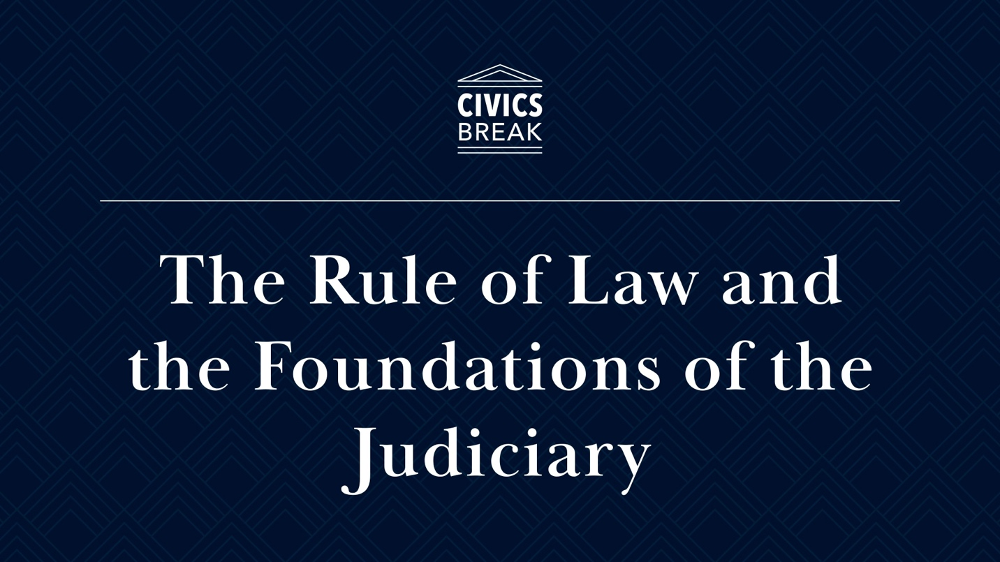 CIVICS
BREAK
The Rule of Law and
the Foundations of the
Judiciary